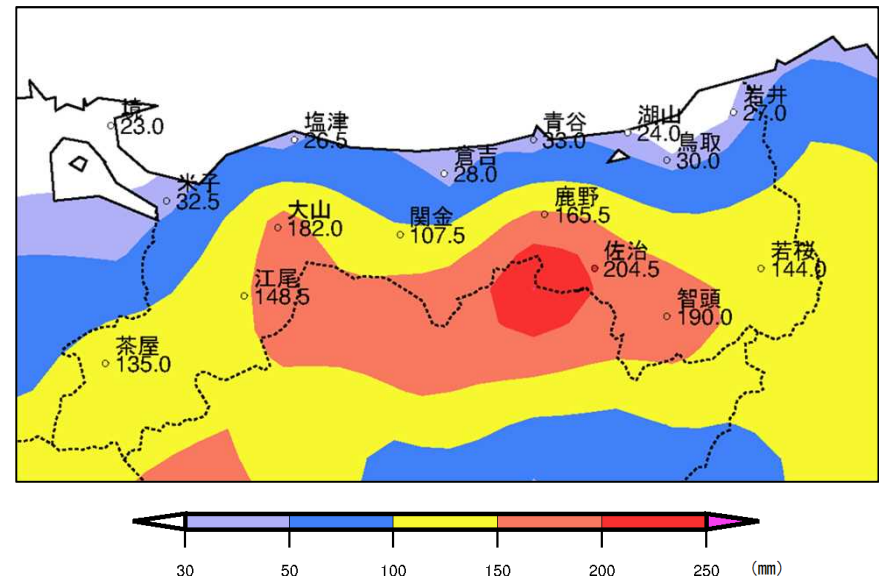 境
23.0
塩津
26.5
青谷
33.0
湖山
24.0
岩井
27.0
倉吉
28.0
鳥取
30.0
米子
32.5
大山
182.0
関金
107.5
鹿野
165.5
佐治
204.5
若桜
144.0
江尾
148.5
智頭
190.0
茶屋
135.0
30 50 100 150 200 250 (mm)